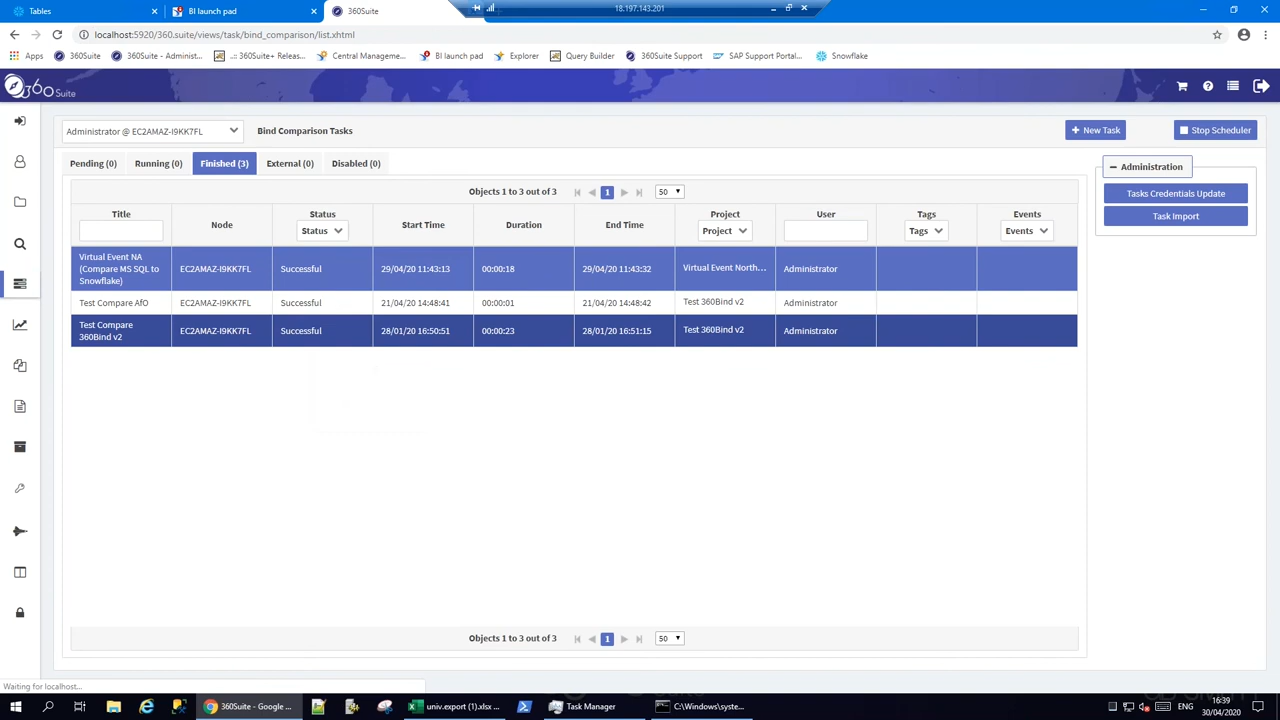 Tables
BI launch pad
360Suite
18.197.143.201
localhost:5920/360.suite/views/task/bind_comparison/list.xhtml
Apps
360Suite
360Suite - Administ...
..:: 360Suite+ Releas...
Central Manageme...
BI launch pad
Explorer
Query Builder
360Suite Support
SAP Support Portal...
Snowflake
360Suite
Administrator @ EC2AMAZ-I9KK7FL
Bind Comparison Tasks
New Task
Stop Scheduler
Pending (0)
Running (0)
Finished (3)
External (0)
Disabled (0)
Administration
Tasks Credentials Update
Task Import
Objects 1 to 3 out of 3
1
50
Title
Node
Status
Status
Start Time
Duration
End Time
Project
Project
User
Tags
Tags
Events
Events
Virtual Event NA
(Compare MS SQL to
Snowflake)
EC2AMAZ-I9KK7FL
Successful
29/04/20 11:43:13
00:00:18
29/04/20 11:43:32
Virtual Event North...
Administrator
Test Compare AfO
EC2AMAZ-I9KK7FL
Successful
21/04/20 14:48:41
00:00:01
21/04/20 14:48:42
Test 360Bind v2
Administrator
Test Compare
360Bind v2
EC2AMAZ-I9KK7FL
Successful
28/01/20 16:50:51
00:00:23
28/01/20 16:51:15
Test 360Bind v2
Administrator
Objects 1 to 3 out of 3
1
50
Waiting for localhost...
360Suite - Google ...
univ.export (1).xlsx ...
Task Manager
C:\Windows\syste...
ENG
16:39
30/04/2020